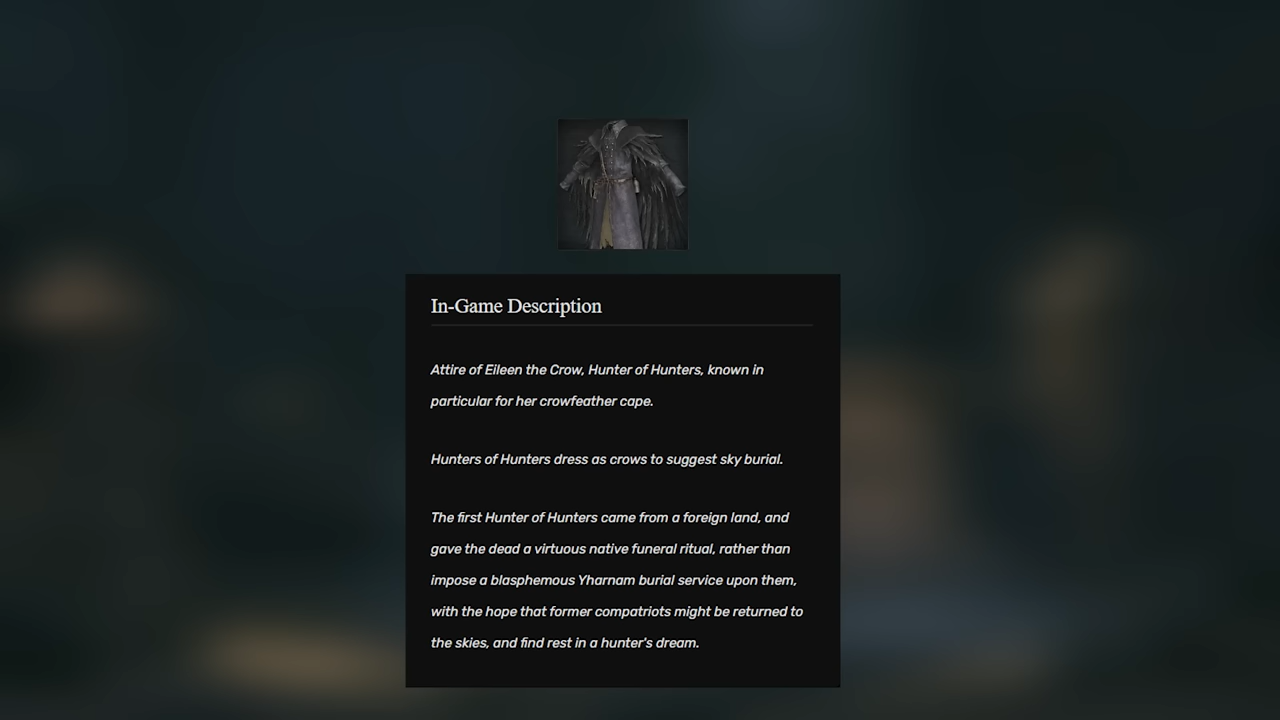 In-Game Description
Attire of Eileen the Crow, Hunter of Hunters, known in
particular for her crowfeather cape.
Hunters of Hunters dress as crows to suggest sky burial.
The first Hunter of Hunters came from a foreign land, and
gave the dead a virtuous native funeral ritual, rather than
impose a blasphemous Yharnam burial service upon them,
with the hope that former compatriots might be returned to
the skies, and find rest in a hunter's dream.